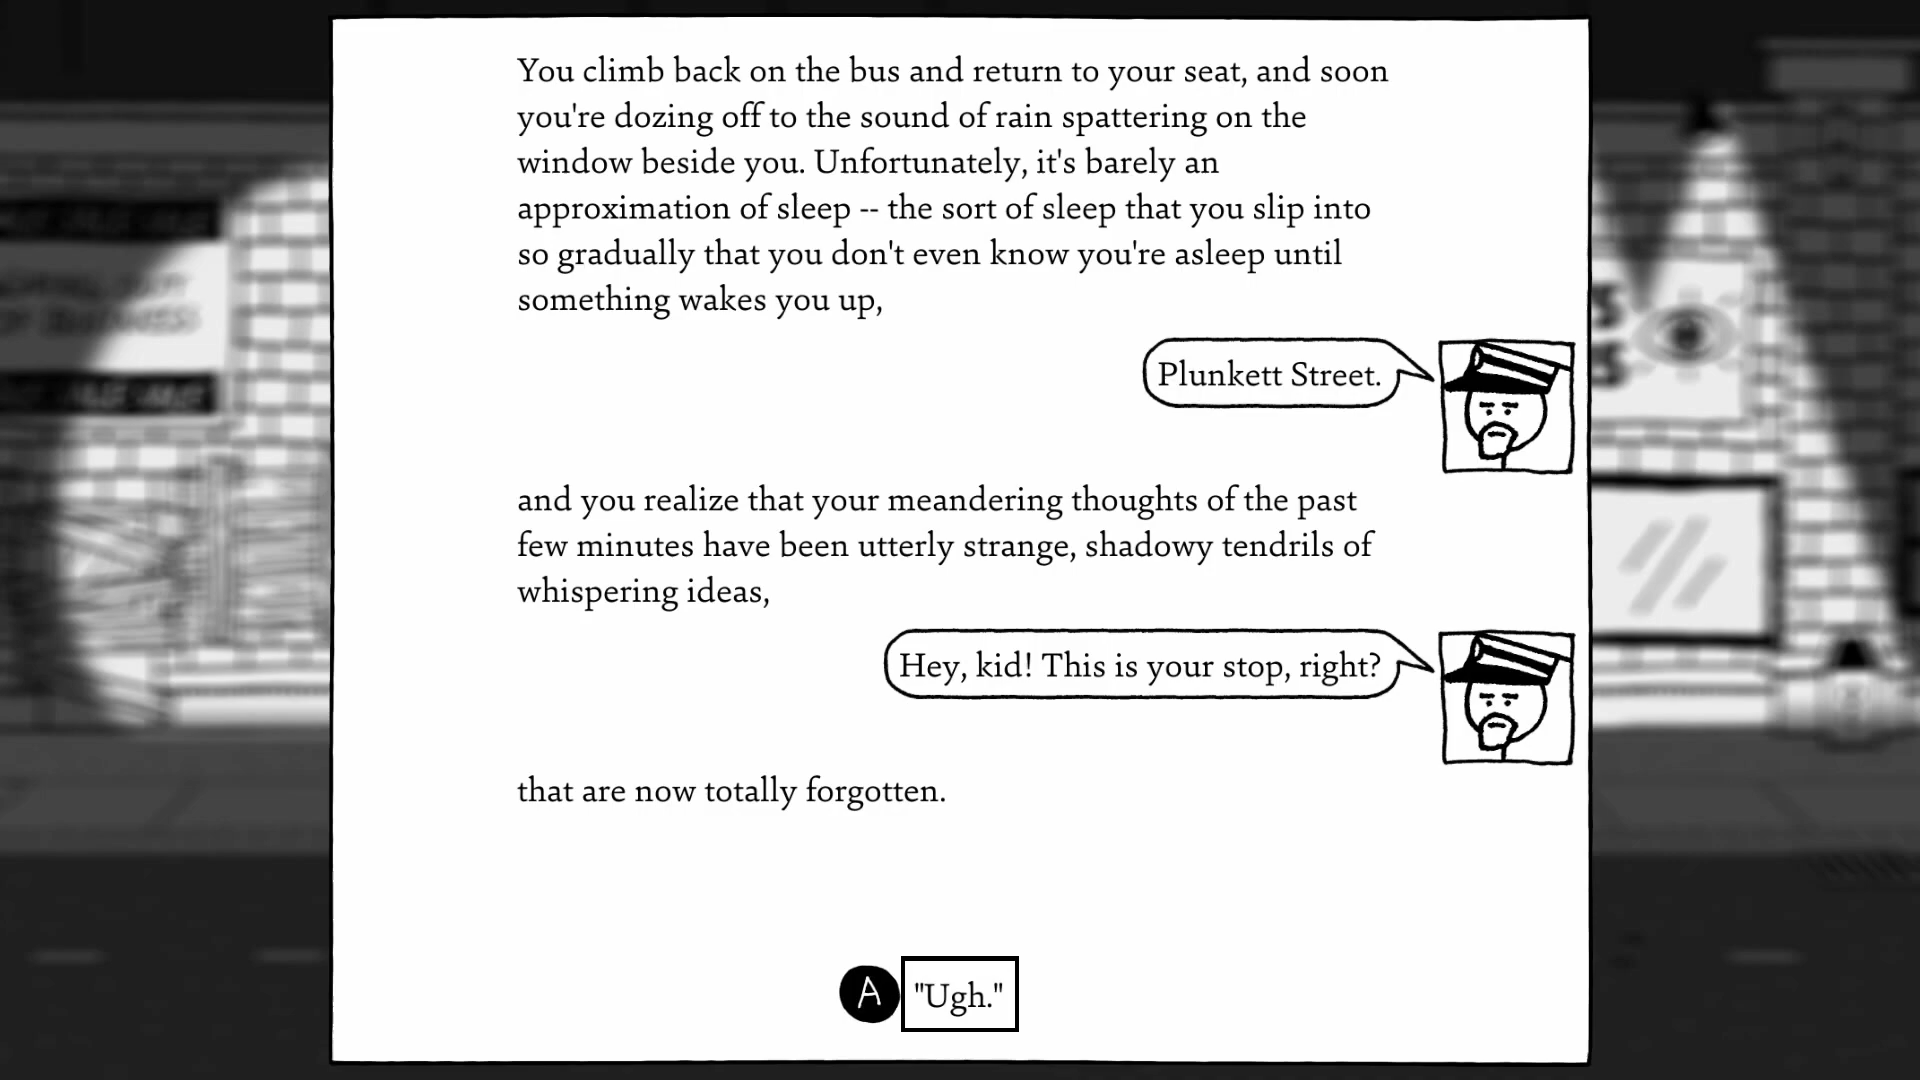 You climb back on the bus and return to your seat, and soon
you're dozing off to the sound of rain spattering on the
window beside you. Unfortunately, it's barely an
approximation of sleep -- the sort of sleep that you slip into
so gradually that you don't even know you're asleep until
something wakes you up,
Plunkett Street.
and you realize that your meandering thoughts of the past
few minutes have been utterly strange, shadowy tendrils of
whispering ideas,
Hey, kid! This is your stop, right?
that are now totally forgotten.
A "Ugh."